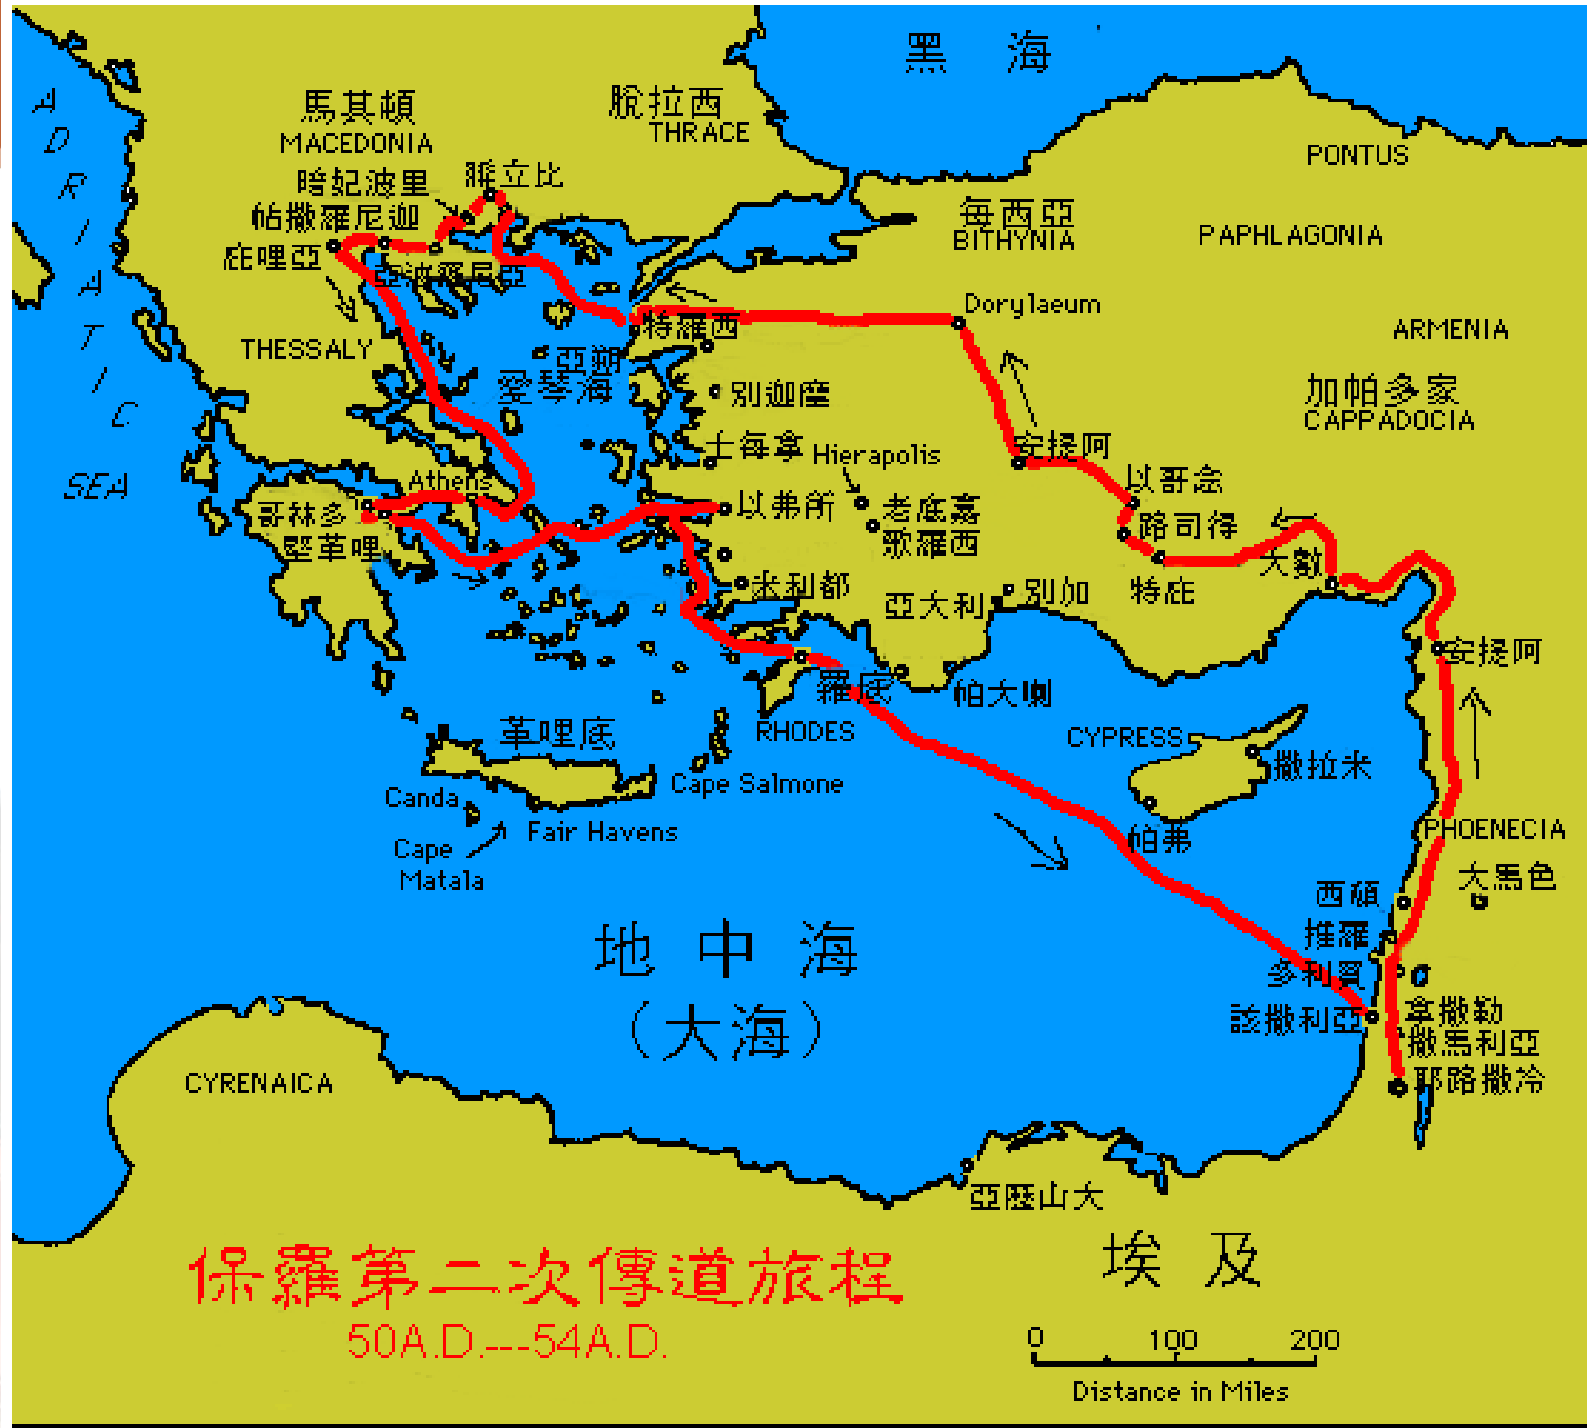 黑 海
ADRIATIC SEA
馬其頓
MACEDONIA
脫拉西
THRACE
PONTUS
暗妃波里
腓立比
帖撒羅尼迦
庇哩亞
亞波羅尼亞
每西亞
BITHYNIA
PAPHLAGONIA
Dorylaeum
ARMENIA
特羅西
THESSALY
亞朔
愛琴海
別迦摩
加帕多家
CAPPADOCIA
士每拿
Hierapolis
安提阿
Athens
以哥念
哥林多
以弗所
老底嘉
路司得
堅革哩
歌羅西
大數
米利都
亞大利
別加
特庇
安提阿
羅底
帕大喇
革哩底
RHODES
CYPRESS
撒拉米
Canda
Cape Salmone
Fair Havens
Cape
Matala
帕弗
PHOENECIA
大馬色
西頓
推羅
多利買
地 中 海
(大海)
該撒利亞
拿撒勒
撒馬利亞
耶路撒冷
CYRENAICA
亞歷山大
埃 及
保羅第二次傳道旅程
50A.D.---54A.D.
0 100 200
Distance in Miles